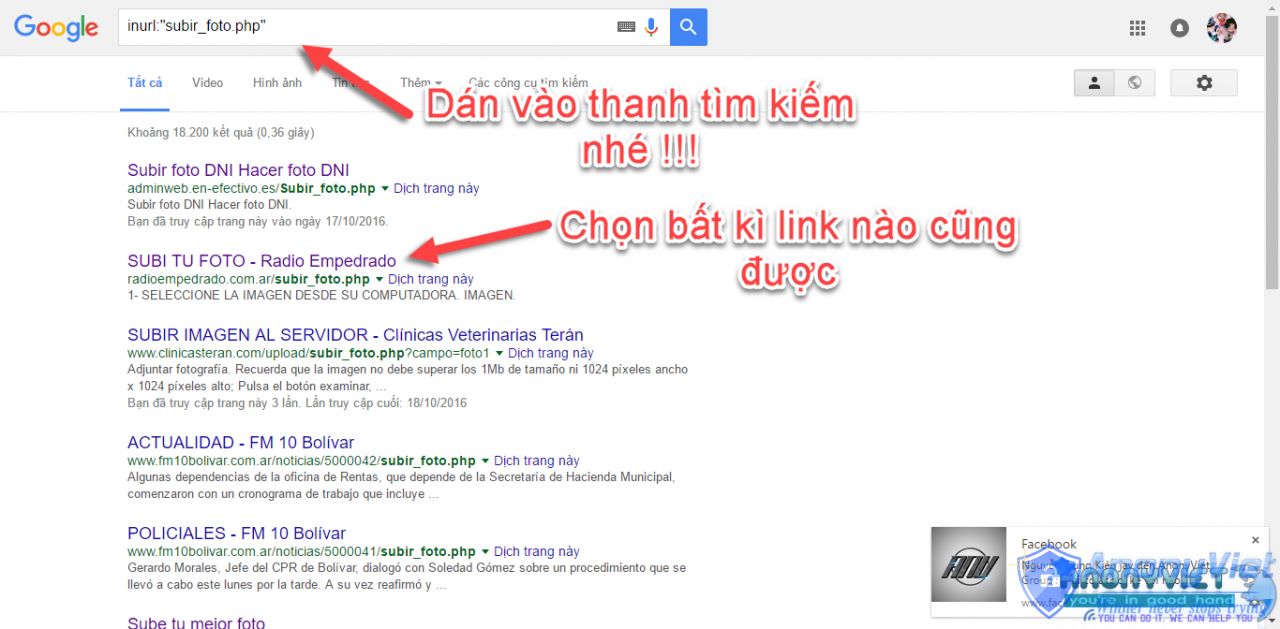 Google
inurl:"subir_foto.php"
Tất cả Video Hình ảnh Thêm Các công cụ tìm kiếm
Dán vào thanh tìm kiếm
nhé !!!
Khoảng 18.200 kết quả (0,36 giây)
Subir foto DNI Hacer foto DNI
adminweb.en-efectivo.es/Subir_foto.php Dịch trang này
Subir foto DNI Hacer foto DNI.
Bạn đã truy cập trang này vào ngày 17/10/2016.
Chọn bất kì link nào cũng
được
SUBI TU FOTO - Radio Empedrado
radioempedrado.com.ar/subir_foto.php Dịch trang này
1- SELECCIONE LA IMAGEN DESDE SU COMPUTADORA. IMAGEN.
SUBIR IMAGEN AL SERVIDOR - Clínicas Veterinarias Terán
www.clinicasteran.com/upload/subir_foto.php?campo=foto1 Dịch trang này
Adjuntar fotografía. Recuerda que la imagen no debe superar los 1Mb de tamaño ni 1024 píxeles ancho
x 1024 píxeles alto; Pulsa el botón examinar, ...
Bạn đã truy cập trang này 3 lần. Lần truy cập cuối: 18/10/2016
ACTUALIDAD - FM 10 Bolívar
www.fm10bolivar.com.ar/noticias/5000042/subir_foto.php Dịch trang này
Algunas dependencias de la oficina de Rentas, que depende de la Secretaría de Hacienda Municipal,
comenzaron con un cronograma de trabajo que incluye ...
POLICIALES - FM 10 Bolívar
www.fm10bolivar.com.ar/noticias/5000041/subir_foto.php Dịch trang này
Gerardo Morales, Jefe del CPR de Bolivar, dialogó con Soledad Gómez sobre un procedimiento que se
llevó a cabo este lunes por la tarde. A su vez reafirmó y ...
Sube tu mejor foto
Facebook
AnonyViet
ANONYVIET
you're in good hand
Winter never stops trying
YOU CAN DO IT, WE CAN HELP YOU